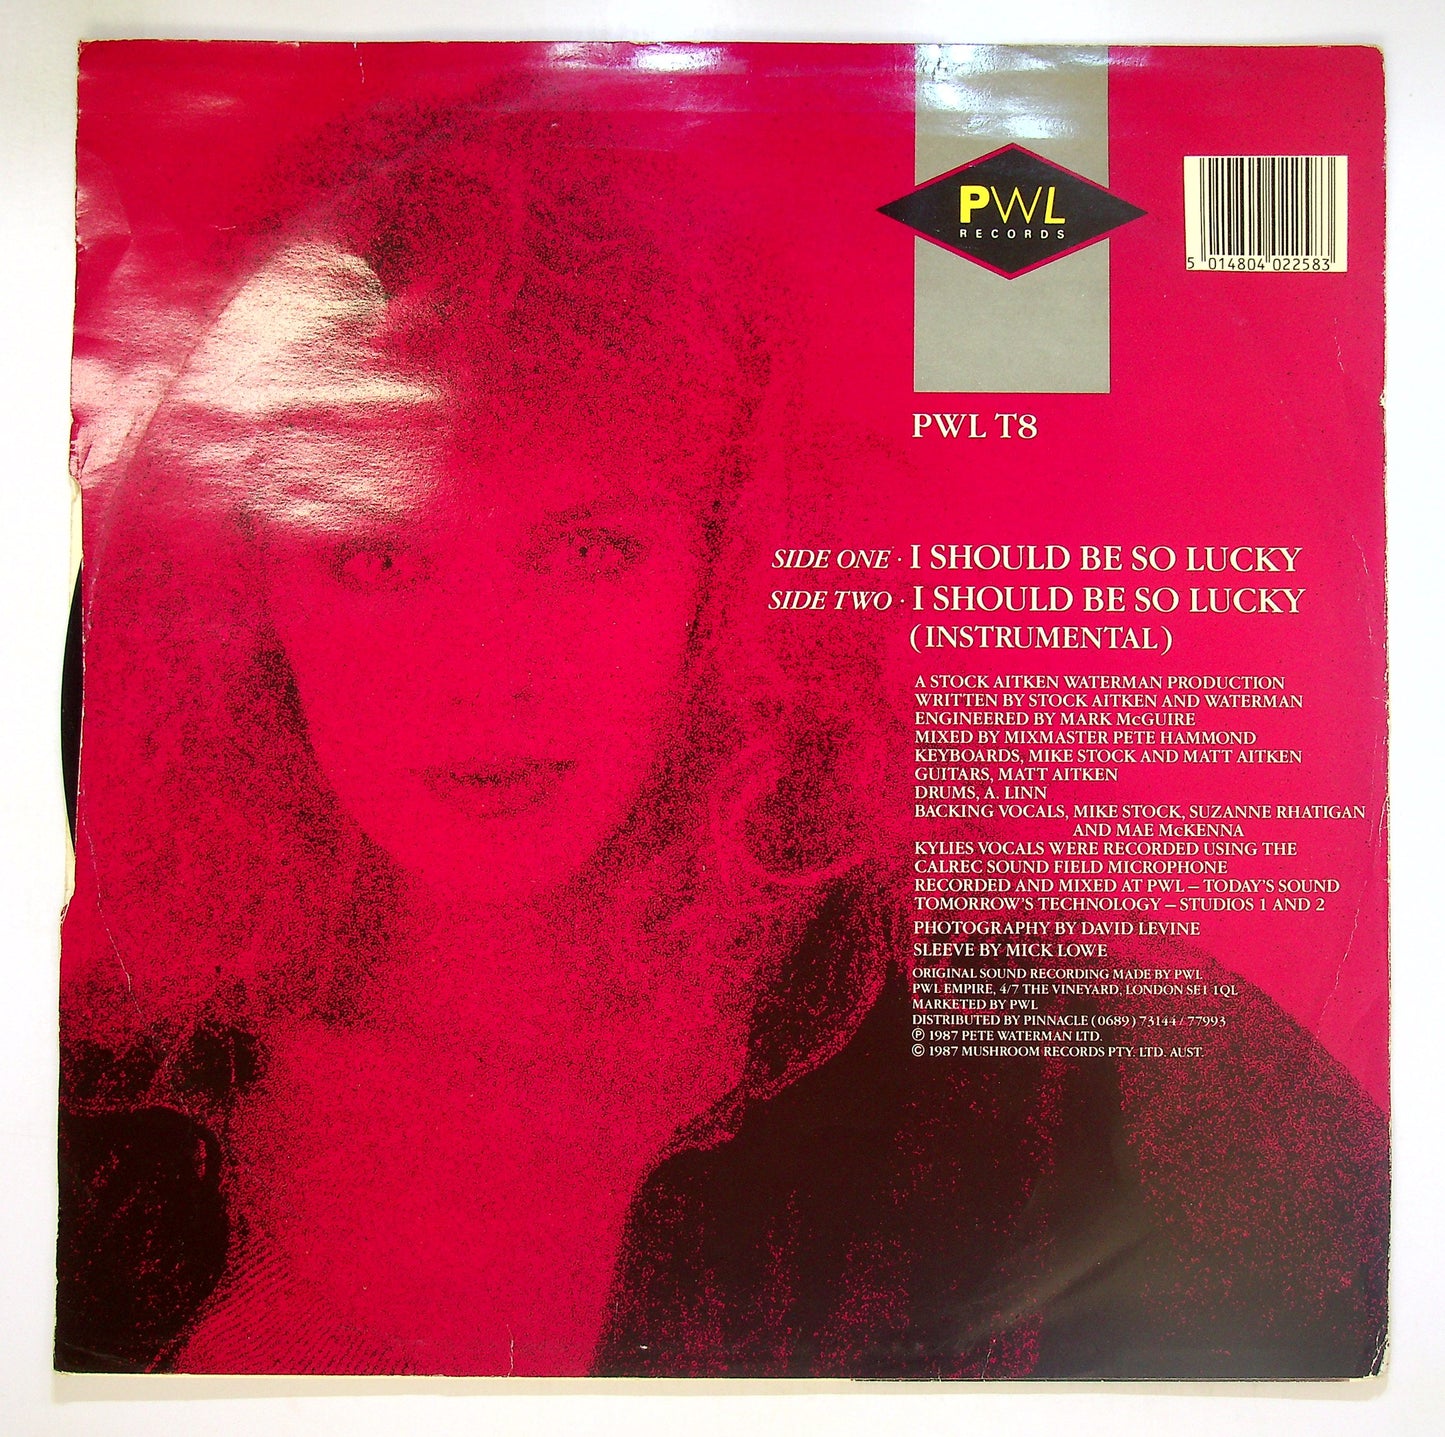 PWL
RECORDS
5 014804 022583
PWL T8
SIDE ONE · I SHOULD BE SO LUCKY
SIDE TWO · I SHOULD BE SO LUCKY
(INSTRUMENTAL)
A STOCK AITKEN WATERMAN PRODUCTION
WRITTEN BY STOCK AITKEN AND WATERMAN
ENGINEERED BY MARK McGUIRE
MIXED BY MIXMASTER PETE HAMMOND
KEYBOARDS, MIKE STOCK AND MATT AITKEN
GUITARS, MATT AITKEN
DRUMS, A. LINN
BACKING VOCALS, MIKE STOCK, SUZANNE RHATIGAN
AND MAE McKENNA
KYLIES VOCALS WERE RECORDED USING THE
CALREC SOUND FIELD MICROPHONE
RECORDED AND MIXED AT PWL – TODAY'S SOUND
TOMORROW'S TECHNOLOGY – STUDIOS 1 AND 2
PHOTOGRAPHY BY DAVID LEVINE
SLEEVE BY MICK LOWE
ORIGINAL SOUND RECORDING MADE BY PWL
PWL EMPIRE, 4/7 THE VINEYARD, LONDON SE1 1QL
MARKETED BY PWL
DISTRIBUTED BY PINNACLE (0689) 73144/77993
℗ 1987 PETE WATERMAN LTD.
© 1987 MUSHROOM RECORDS PTY. LTD. AUST.